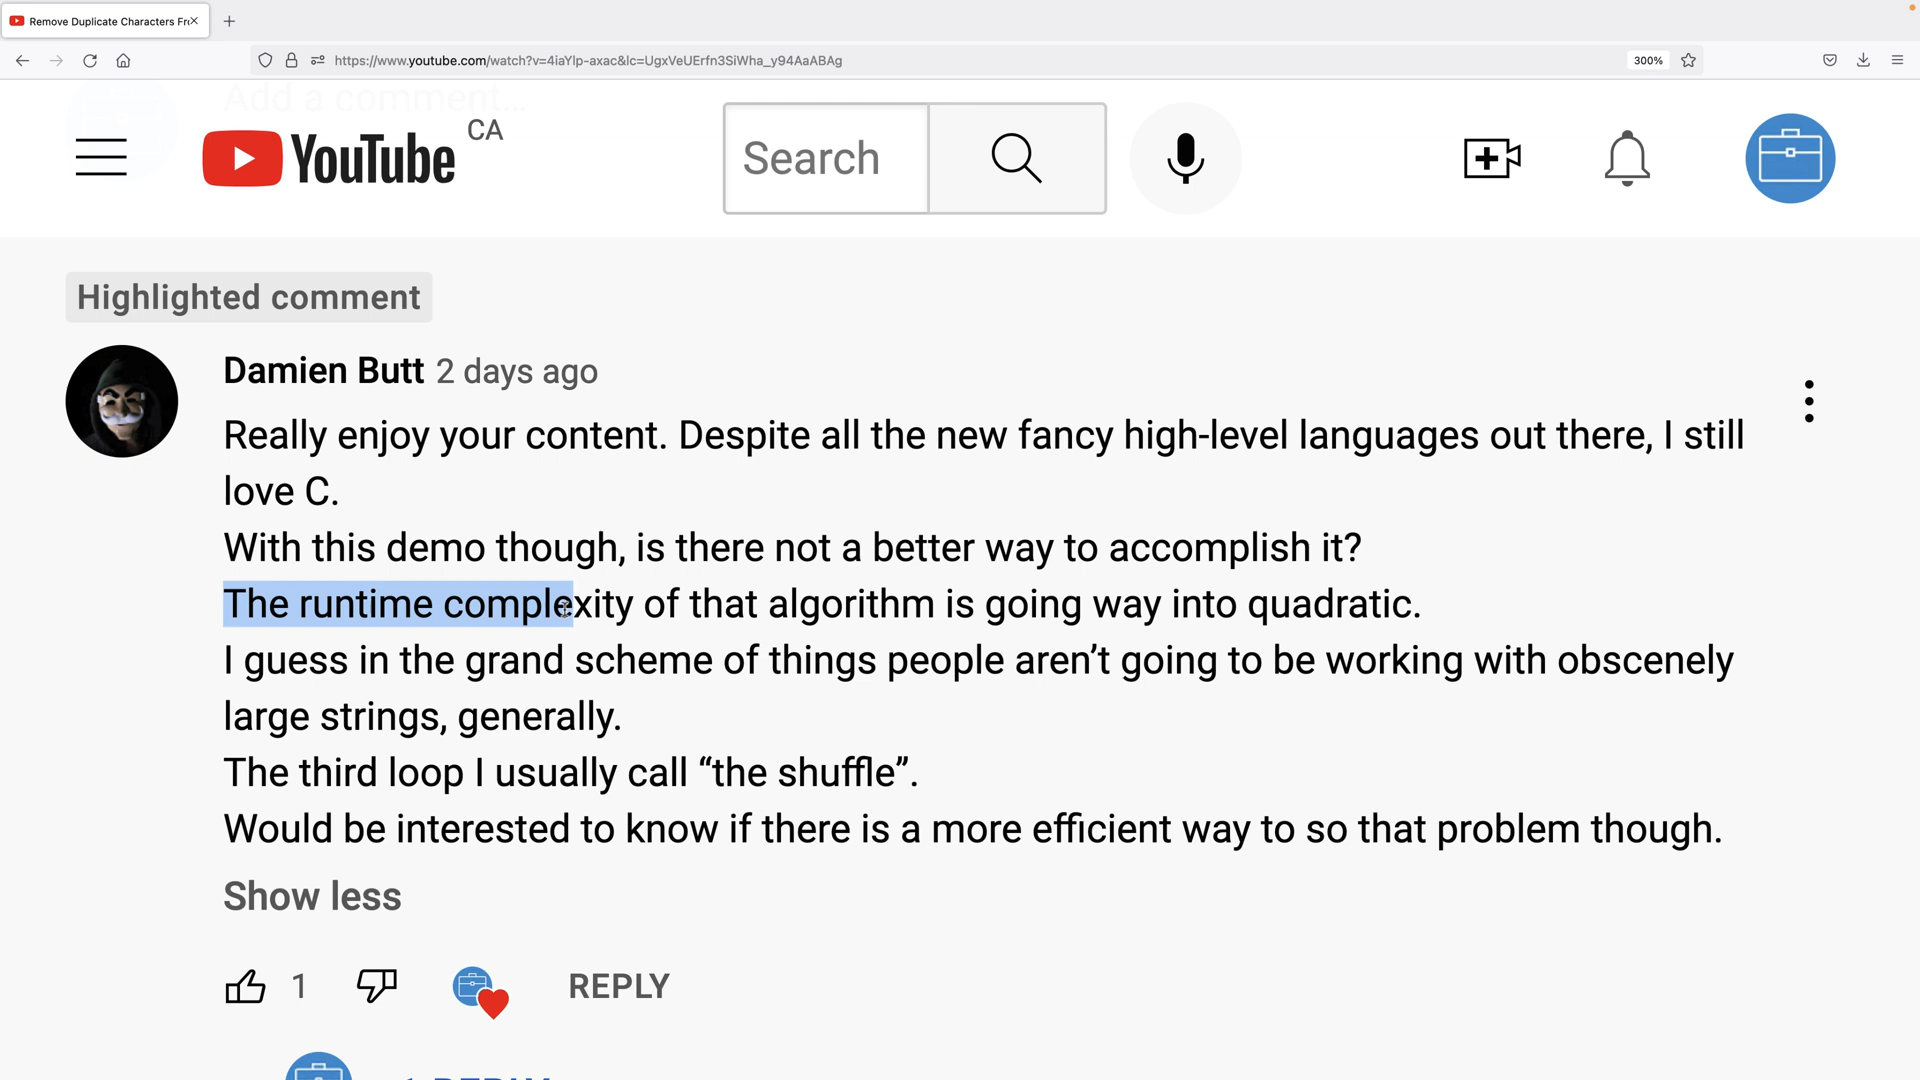 Remove Duplicate Characters Fr
https://www.youtube.com/watch?v=4iaYlp-axac&lc=UgxVeUErfn3SiWha_y94AaABAg
300%
Add a comment...
YouTube CA
Search
Highlighted comment
Damien Butt 2 days ago
Really enjoy your content. Despite all the new fancy high-level languages out there, I still
love C.
With this demo though, is there not a better way to accomplish it?
The runtime complexity of that algorithm is going way into quadratic.
I guess in the grand scheme of things people aren’t going to be working with obscenely
large strings, generally.
The third loop I usually call “the shuffle”.
Would be interested to know if there is a more efficient way to so that problem though.
Show less
1
REPLY
1 REPLY